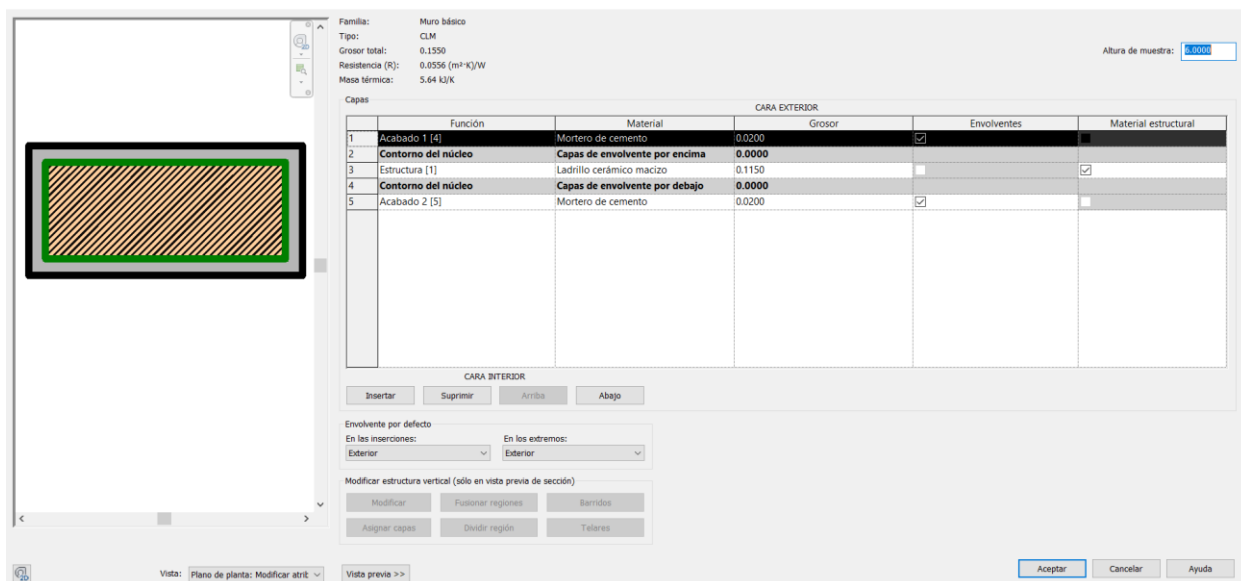 Familia: Muro básico
Tipo: CLM
Grosor total: 0.1550
Resistencia (R): 0.0556 (m²·K)/W
Masa térmica: 5.64 kJ/K
Altura de muestra: 6.0000
Capas
CARA EXTERIOR
Función Material Grosor Envolventes Material estructural
1 Acabado 1 [4] Mortero de cemento 0.0200
2 Contorno del núcleo Capas de envolvente por encima 0.0000
3 Estructura [1] Ladrillo cerámico macizo 0.1150
4 Contorno del núcleo Capas de envolvente por debajo 0.0000
5 Acabado 2 [5] Mortero de cemento 0.0200
CARA INTERIOR
Insertar Suprimir Arriba Abajo
Envolvente por defecto
En las inserciones: En los extremos:
Exterior Exterior
Modificar estructura vertical (sólo en vista previa de sección)
Modificar Fusionar regiones Barridos
Asignar capas Dividir región Telares
Vista: Plano de planta: Modificar atrit Vista previa >>
Aceptar Cancelar Ayuda